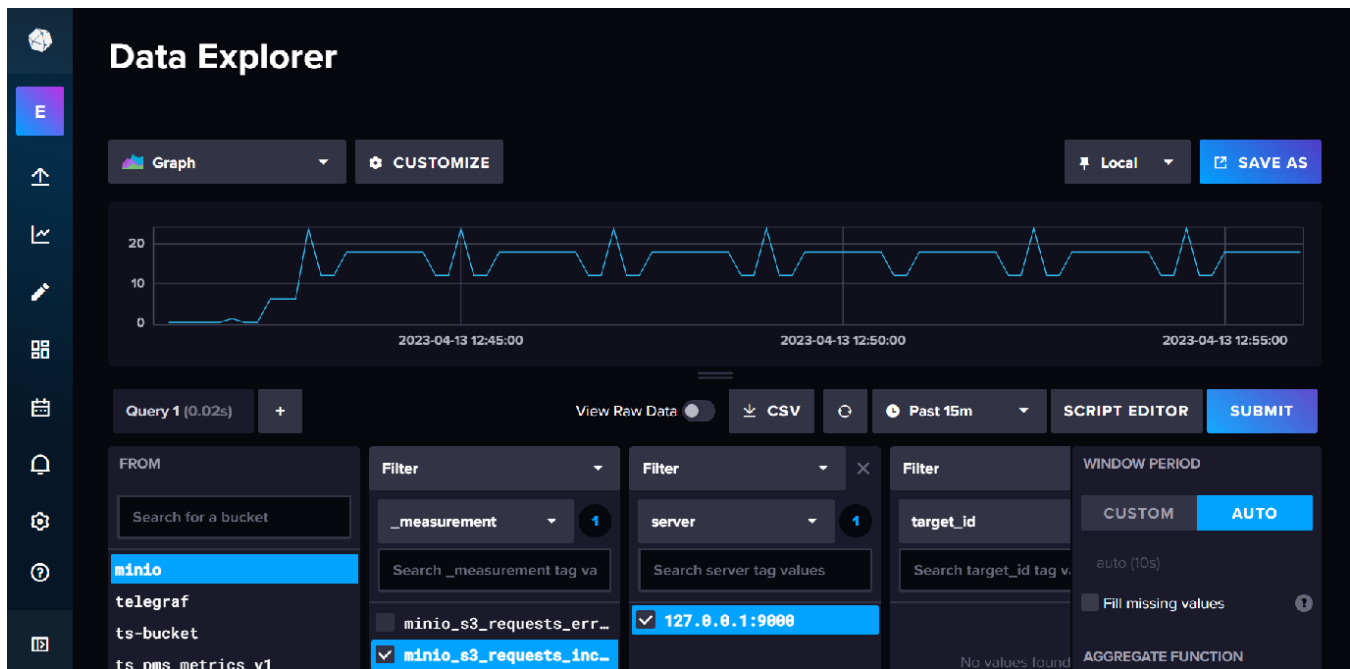 Data Explorer
E
Graph
CUSTOMIZE
Local
SAVE AS
20
10
0
2023-04-13 12:45:00
2023-04-13 12:50:00
2023-04-13 12:55:00
Query 1 (0.02s)
+
View Raw Data
CSV
Past 15m
SCRIPT EDITOR
SUBMIT
FROM
Search for a bucket
minio
telegraf
ts-bucket
ts_pms_metrics_v1
Filter
_measurement
1
Search _measurement tag va
minio_s3_requests_err…
minio_s3_requests_inc…
Filter
server
1
Search server tag values
127.0.0.1:9000
Filter
target_id
Search target_id tag v
No values found
WINDOW PERIOD
CUSTOM
AUTO
auto (10s)
Fill missing values
?
AGGREGATE FUNCTION